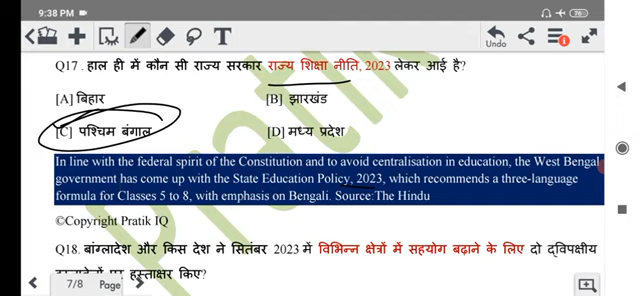 9:38 PM
76
Undo
Q17. हाल ही में कौन सी राज्य सरकार राज्य शिक्षा नीति, 2023 लेकर आई है?
[A] बिहार [B] झारखंड
[C] पश्चिम बंगाल [D] मध्य प्रदेश
In line with the federal spirit of the Constitution and to avoid centralisation in education, the West Bengal
government has come up with the State Education Policy, 2023, which recommends a three-language
formula for Classes 5 to 8, with emphasis on Bengali. Source:The Hindu
©Copyright Pratik IQ
Q18. बांग्लादेश और किस देश ने सितंबर 2023 में विभिन्न क्षेत्रों में सहयोग बढ़ाने के लिए दो द्विपक्षीय
पर हस्ताक्षर किए?
7/8 Page
Pratik